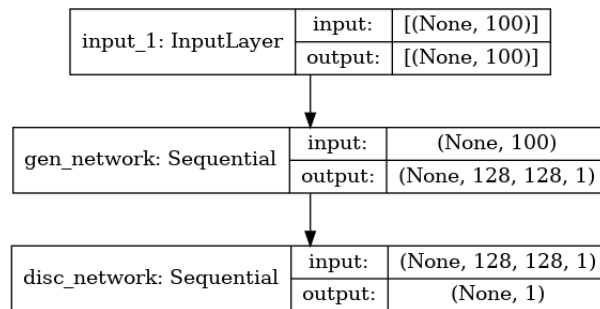 input_1: InputLayer
input: [(None, 100)]
output: [(None, 100)]
gen_network: Sequential
input: (None, 100)
output: (None, 128, 128, 1)
disc_network: Sequential
input: (None, 128, 128, 1)
output: (None, 1)